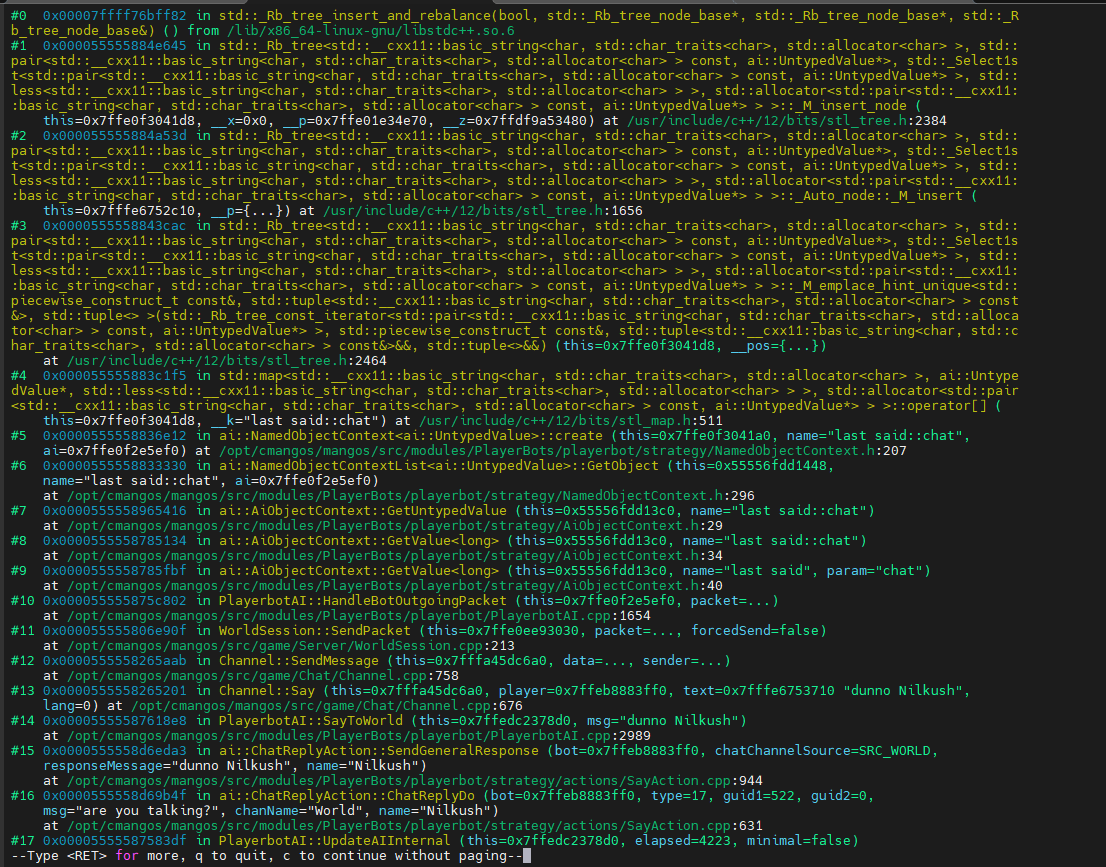 #0  0x00007ffff76bff82 in std::_Rb_tree_insert_and_rebalance(bool, std::_Rb_tree_node_base*, std::_Rb_tree_node_base*, std::_R
b_tree_node_base&) () from /lib/x86_64-linux-gnu/libstdc++.so.6
#1  0x000055555884e645 in std::_Rb_tree<std::__cxx11::basic_string<char, std::char_traits<char>, std::allocator<char> >, std::
pair<std::__cxx11::basic_string<char, std::char_traits<char>, std::allocator<char> > const, ai::UntypedValue*>, std::_Select1s
t<std::pair<std::__cxx11::basic_string<char, std::char_traits<char>, std::allocator<char> > const, ai::UntypedValue*> >, std::
less<std::__cxx11::basic_string<char, std::char_traits<char>, std::allocator<char> > >, std::allocator<std::pair<std::__cxx11:
:basic_string<char, std::char_traits<char>, std::allocator<char> > const, ai::UntypedValue*> > >::_M_insert_node (
    this=0x7ffe0f3041d8, __x=0x0, __p=0x7ffe01e34e70, __z=0x7ffdf9a53480) at /usr/include/c++/12/bits/stl_tree.h:2384
#2  0x000055555884a53d in std::_Rb_tree<std::__cxx11::basic_string<char, std::char_traits<char>, std::allocator<char> >, std::
pair<std::__cxx11::basic_string<char, std::char_traits<char>, std::allocator<char> > const, ai::UntypedValue*>, std::_Select1s
t<std::pair<std::__cxx11::basic_string<char, std::char_traits<char>, std::allocator<char> > const, ai::UntypedValue*> >, std::
less<std::__cxx11::basic_string<char, std::char_traits<char>, std::allocator<char> > >, std::allocator<std::pair<std::__cxx11:
:basic_string<char, std::char_traits<char>, std::allocator<char> > const, ai::UntypedValue*> > >::_Auto_node::_M_insert (
    this=0x7fffe6752c10, __p={...}) at /usr/include/c++/12/bits/stl_tree.h:1656
#3  0x0000555558843cac in std::_Rb_tree<std::__cxx11::basic_string<char, std::char_traits<char>, std::allocator<char> >, std::
pair<std::__cxx11::basic_string<char, std::char_traits<char>, std::allocator<char> > const, ai::UntypedValue*>, std::_Select1s
t<std::pair<std::__cxx11::basic_string<char, std::char_traits<char>, std::allocator<char> > const, ai::UntypedValue*> >, std::
less<std::__cxx11::basic_string<char, std::char_traits<char>, std::allocator<char> > >, std::allocator<std::pair<std::__cxx11:
:basic_string<char, std::char_traits<char>, std::allocator<char> > const, ai::UntypedValue*> > >::_M_emplace_hint_unique<std::
piecewise_construct_t const&, std::tuple<std::__cxx11::basic_string<char, std::char_traits<char>, std::allocator<char> > const
&>, std::tuple<> >(std::_Rb_tree_const_iterator<std::pair<std::__cxx11::basic_string<char, std::char_traits<char>, std::alloca
tor<char> > const, ai::UntypedValue*> >, std::piecewise_construct_t const&, std::tuple<std::__cxx11::basic_string<char, std::c
har_traits<char>, std::allocator<char> > const&>&&, std::tuple<>&&) (this=0x7ffe0f3041d8, __pos={...})
    at /usr/include/c++/12/bits/stl_tree.h:2464
#4  0x000055555883c1f5 in std::map<std::__cxx11::basic_string<char, std::char_traits<char>, std::allocator<char> >, ai::Untype
dValue*, std::less<std::__cxx11::basic_string<char, std::char_traits<char>, std::allocator<char> > >, std::allocator<std::pair
<std::__cxx11::basic_string<char, std::char_traits<char>, std::allocator<char> > const, ai::UntypedValue*> > >::operator[] (
    this=0x7ffe0f3041d8, __k="last said::chat") at /usr/include/c++/12/bits/stl_map.h:511
#5  0x0000555558836e12 in ai::NamedObjectContext<ai::UntypedValue>::create (this=0x7ffe0f3041a0, name="last said::chat",
    ai=0x7ffe0f2e5ef0) at /opt/cmangos/mangos/src/modules/PlayerBots/playerbot/strategy/NamedObjectContext.h:207
#6  0x0000555558833330 in ai::NamedObjectContextList<ai::UntypedValue>::GetObject (this=0x55556fdd1448,
    name="last said::chat", ai=0x7ffe0f2e5ef0)
    at /opt/cmangos/mangos/src/modules/PlayerBots/playerbot/strategy/NamedObjectContext.h:296
#7  0x0000555558965416 in ai::AiObjectContext::GetUntypedValue (this=0x55556fdd13c0, name="last said::chat")
    at /opt/cmangos/mangos/src/modules/PlayerBots/playerbot/strategy/AiObjectContext.h:29
#8  0x0000555558785134 in ai::AiObjectContext::GetValue<long> (this=0x55556fdd13c0, name="last said::chat")
    at /opt/cmangos/mangos/src/modules/PlayerBots/playerbot/strategy/AiObjectContext.h:34
#9  0x0000555558785fbf in ai::AiObjectContext::GetValue<long> (this=0x55556fdd13c0, name="last said", param="chat")
    at /opt/cmangos/mangos/src/modules/PlayerBots/playerbot/strategy/AiObjectContext.h:40
#10 0x000055555875c802 in PlayerbotAI::HandleBotOutgoingPacket (this=0x7ffe0f2e5ef0, packet=...)
    at /opt/cmangos/mangos/src/modules/PlayerBots/playerbot/PlayerbotAI.cpp:1654
#11 0x000055555806e90f in WorldSession::SendPacket (this=0x7ffe0ee93030, packet=..., forcedSend=false)
    at /opt/cmangos/mangos/src/game/Server/WorldSession.cpp:213
#12 0x0000555558265aab in Channel::SendMessage (this=0x7fffa45dc6a0, data=..., sender=...)
    at /opt/cmangos/mangos/src/game/Chat/Channel.cpp:758
#13 0x0000555558265201 in Channel::Say (this=0x7fffa45dc6a0, player=0x7ffeb8883ff0, text=0x7fffe6753710 "dunno Nilkush",
    lang=0) at /opt/cmangos/mangos/src/game/Chat/Channel.cpp:676
#14 0x00005555587618e8 in PlayerbotAI::SayToWorld (this=0x7ffedc2378d0, msg="dunno Nilkush")
    at /opt/cmangos/mangos/src/modules/PlayerBots/playerbot/PlayerbotAI.cpp:2989
#15 0x0000555558d6eda3 in ai::ChatReplyAction::SendGeneralResponse (bot=0x7ffeb8883ff0, chatChannelSource=SRC_WORLD,
    responseMessage="dunno Nilkush", name="Nilkush")
    at /opt/cmangos/mangos/src/modules/PlayerBots/playerbot/strategy/actions/SayAction.cpp:944
#16 0x0000555558d69b4f in ai::ChatReplyAction::ChatReplyDo (bot=0x7ffeb8883ff0, type=17, guid1=522, guid2=0,
    msg="are you talking?", chanName="World", name="Nilkush")
    at /opt/cmangos/mangos/src/modules/PlayerBots/playerbot/strategy/actions/SayAction.cpp:631
#17 0x00005555587583df in PlayerbotAI::UpdateAIInternal (this=0x7ffedc2378d0, elapsed=4223, minimal=false)
--Type <RET> for more, q to quit, c to continue without paging--